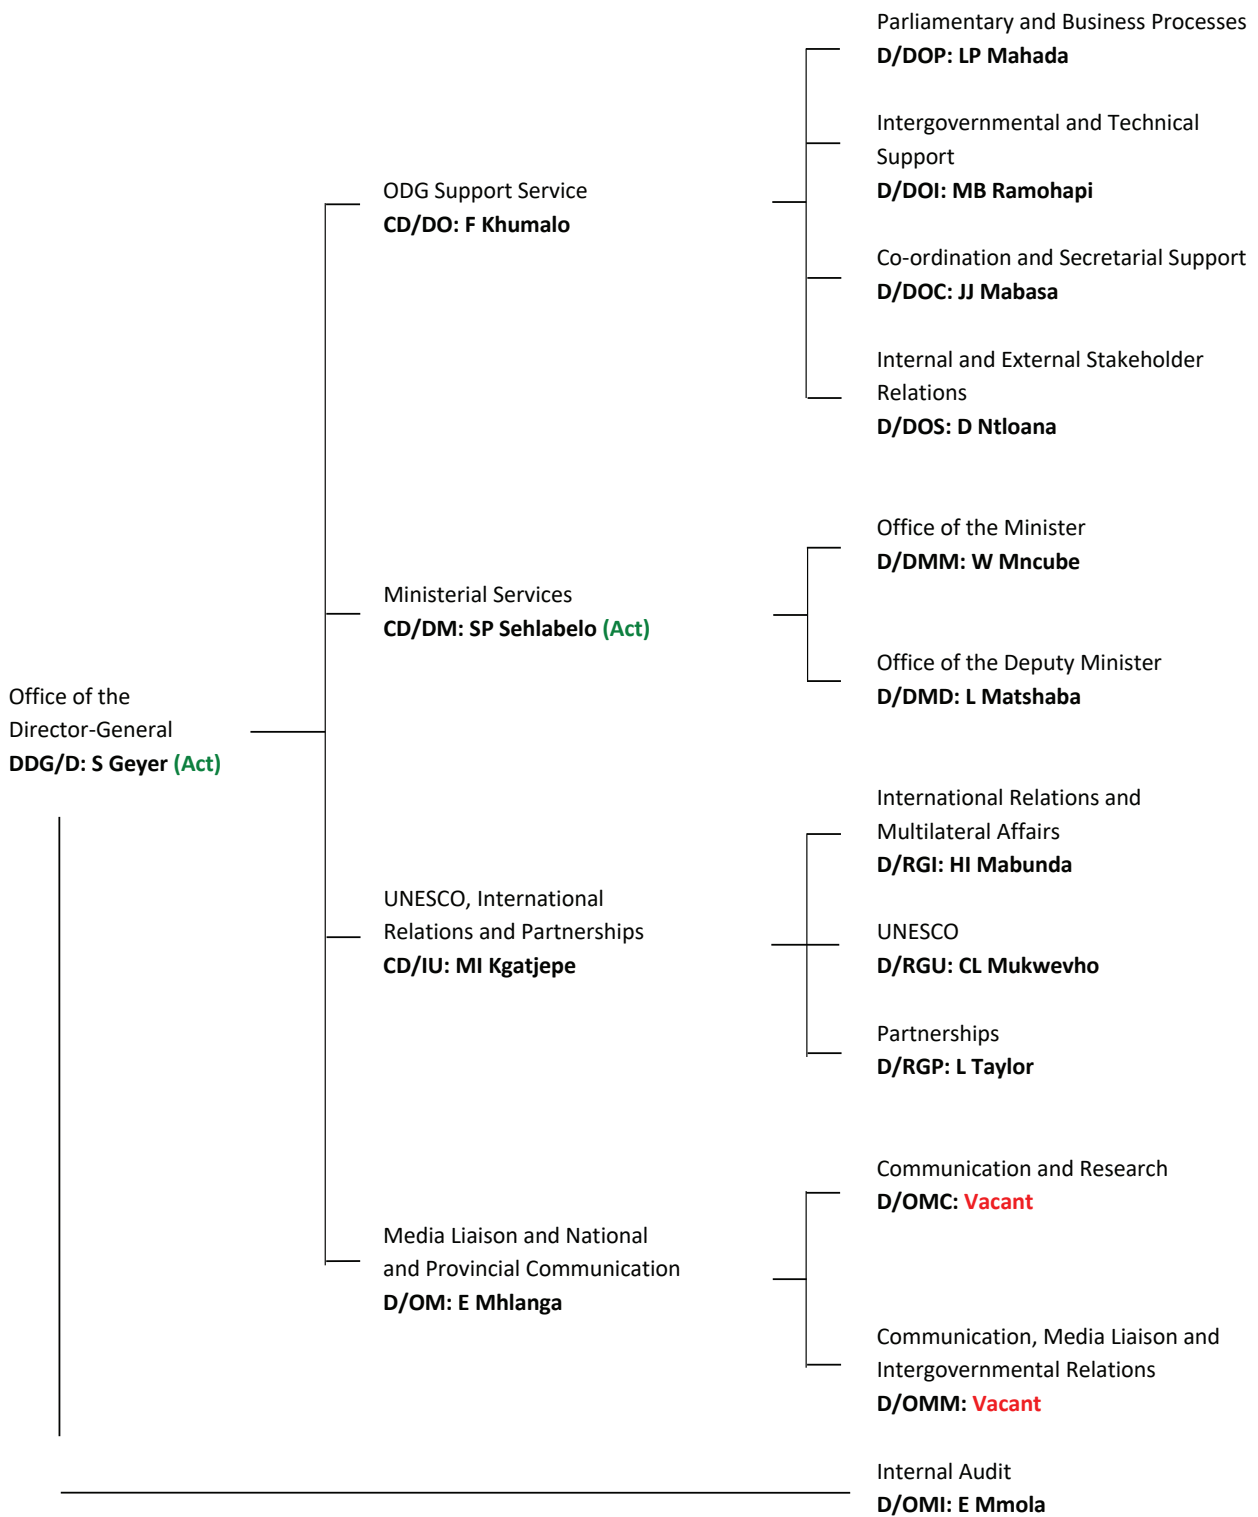 Office of the
Director-General
DDG/D: S Geyer (Act)
ODG Support Service
CD/DO: F Khumalo
Parliamentary and Business Processes
D/DOP: LP Mahada
Intergovernmental and Technical
Support
D/DOI: MB Ramohapi
Co-ordination and Secretarial Support
D/DOC: JJ Mabasa
Internal and External Stakeholder
Relations
D/DOS: D Ntloana
Ministerial Services
CD/DM: SP Sehlabelo (Act)
Office of the Minister
D/DMM: W Mncube
Office of the Deputy Minister
D/DMD: L Matshaba
UNESCO, International
Relations and Partnerships
CD/IU: MI Kgatjepe
International Relations and
Multilateral Affairs
D/RGI: HI Mabunda
UNESCO
D/RGU: CL Mukwevho
Partnerships
D/RGP: L Taylor
Media Liaison and National
and Provincial Communication
D/OM: E Mhlanga
Communication and Research
D/OMC: Vacant
Communication, Media Liaison and
Intergovernmental Relations
D/OMM: Vacant
Internal Audit
D/OMI: E Mmola